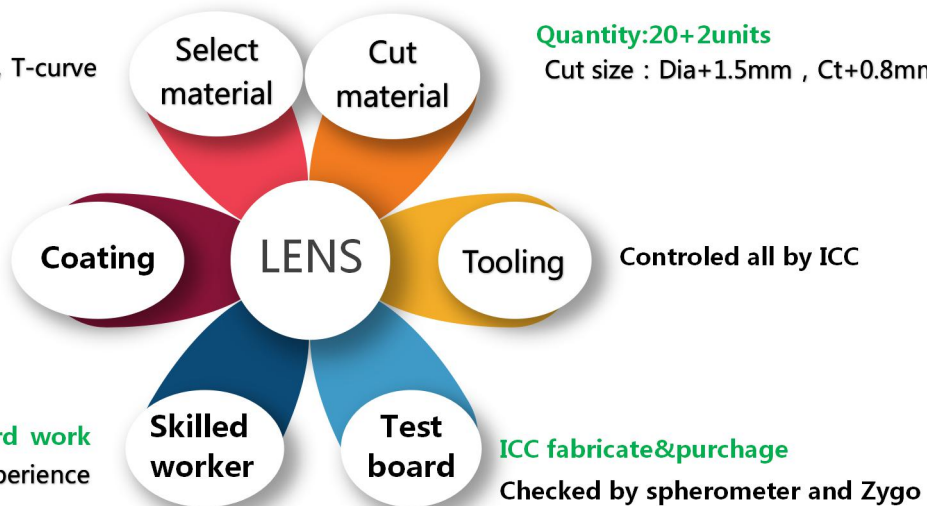 Select
material
Cut
material
Quantity:20+2units
, T-curve
Cut size : Dia+1.5mm , Ct+0.8mm
Coating
LENS
Tooling
Controled all by ICC
Skilled
worker
Test
board
work
ICC fabricate&purchage
Checked by spherometer and Zygo